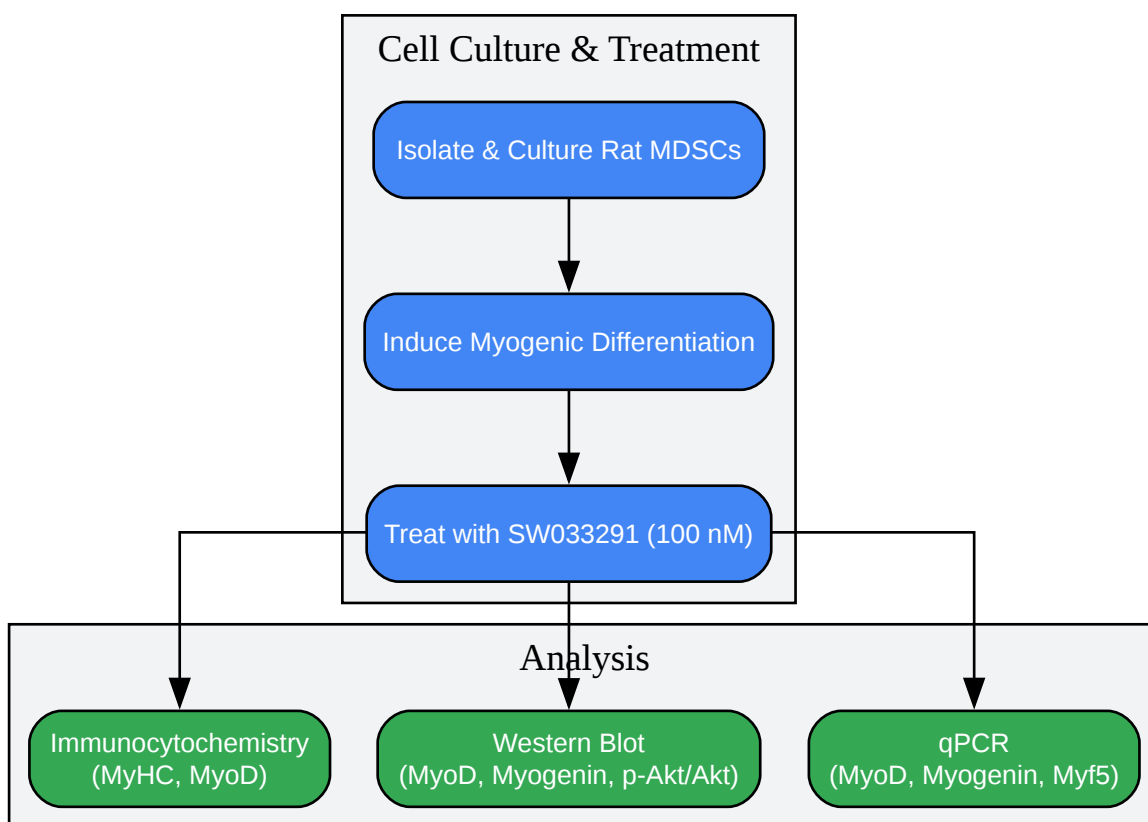 Cell Culture & Treatment
Isolate & Culture Rat MDSCs
Induce Myogenic Differentiation
Treat with SW033291 (100 nM)
Analysis
Immunocytochemistry
(MyHC, MyoD)
Western Blot
(MyoD, Myogenin, p-Akt/Akt)
qPCR
(MyoD, Myogenin, Myf5)